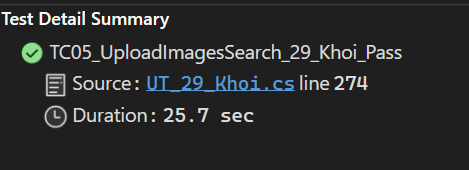 Test Detail Summary
TC05_UploadImagesSearch_29_Khoi_Pass
Source: UT_29_Khoi.cs line 274
Duration: 25.7 sec